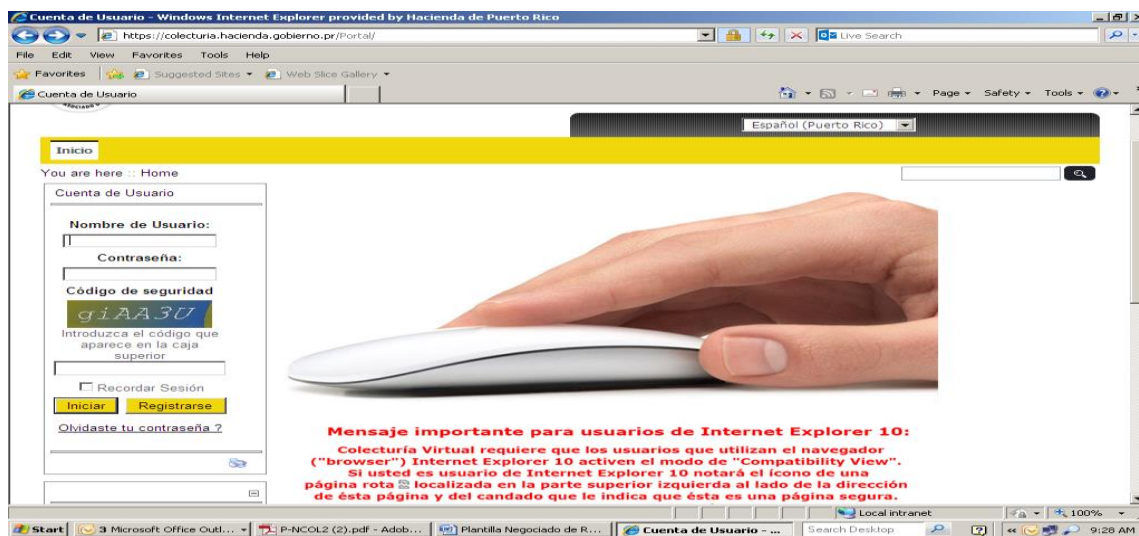 Cuenta de Usuario - Windows Internet Explorer provided by Hacienda de Puerto Rico
https://colecturia.hacienda.gobierno.pr/Portal/
Live Search
File Edit View Favorites Tools Help
Favorites Suggested Sites Web Slice Gallery
Cuenta de Usuario
Page Safety Tools
ASOCIADO
Español (Puerto Rico)
Inicio
You are here :: Home
Cuenta de Usuario
Nombre de Usuario:
Contraseña:
Código de seguridad
giAA3U
Introduzca el código que
aparece en la caja
superior
Recordar Sesión
Iniciar Registrarse
Olvidaste tu contraseña ?
Mensaje importante para usuarios de Internet Explorer 10:
Colecturía Virtual requiere que los usuarios que utilizan el navegador
("browser") Internet Explorer 10 activen el modo de "Compatibility View".
Si usted es usuario de Internet Explorer 10 notará el ícono de una
página rota localizada en la parte superior izquierda al lado de la dirección
de ésta página y del candado que le indica que ésta es una página segura.
Local intranet 100%
Start 3 Microsoft Office Outl... P-NCOL2 (2).pdf - Adob... Plantilla Negociado de R... Cuenta de Usuario - ... Search Desktop 9:28 AM